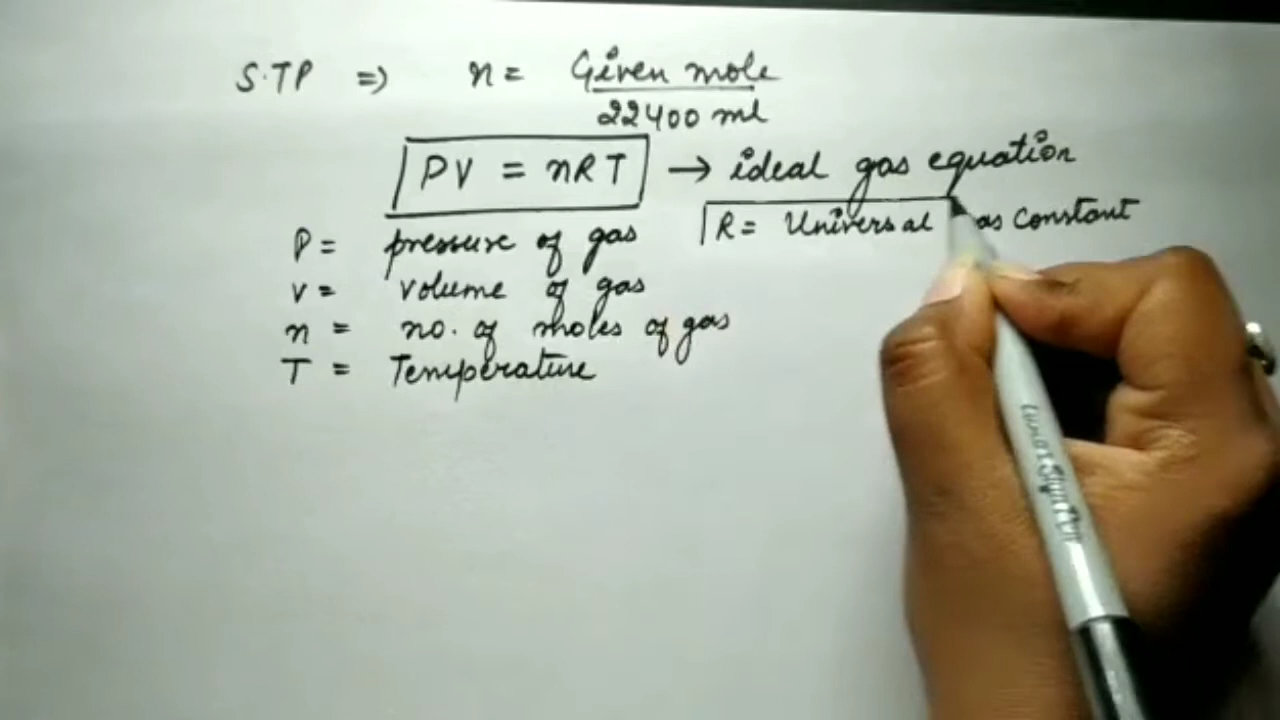 S.TP => n = Given mole
22400 ml
PV = nRT → ideal gas equation
R = Universal as constant
P = pressure of gas
V = volume of gas
n = no. of moles of gas
T = Temperature